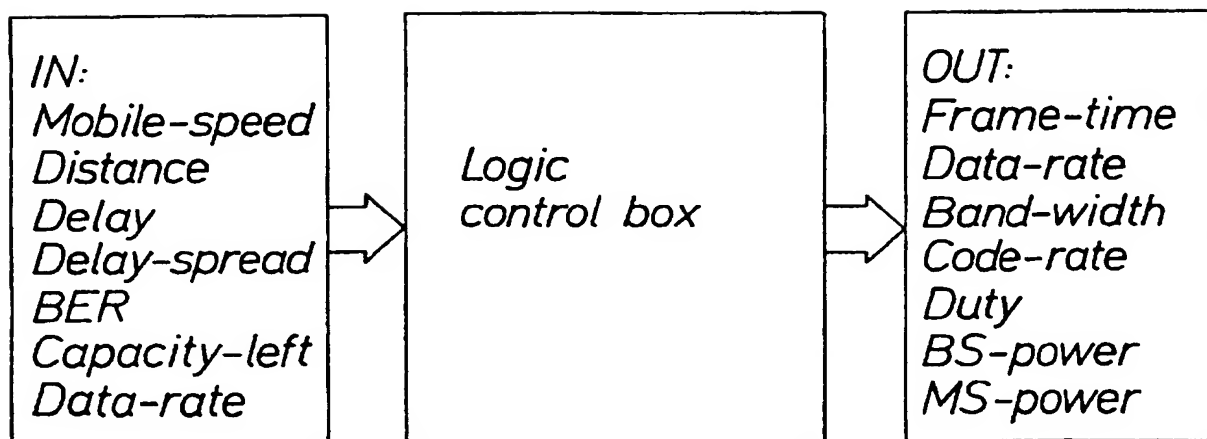 IN:
Mobile-speed
Distance
Delay
Delay-spread
BER
Capacity-left
Data-rate
Logic
control box
OUT:
Frame-time
Data-rate
Band-width
Code-rate
Duty
BS-power
MS-power